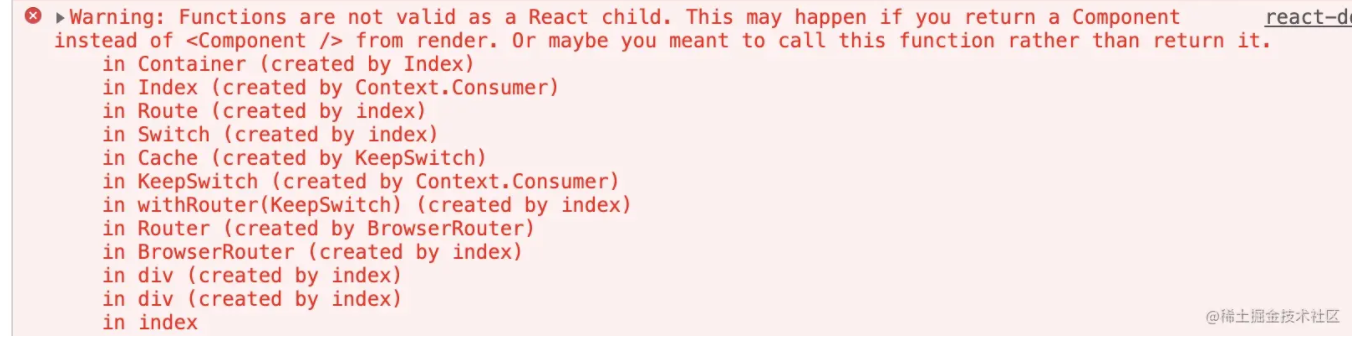 Warning: Functions are not valid as a React child. This may happen if you return a Component react-de
instead of <Component /> from render. Or maybe you meant to call this function rather than return it.
in Container (created by Index)
in Index (created by Context.Consumer)
in Route (created by index)
in Switch (created by index)
in Cache (created by KeepSwitch)
in KeepSwitch (created by Context.Consumer)
in withRouter(KeepSwitch) (created by index)
in Router (created by BrowserRouter)
in BrowserRouter (created by index)
in div (created by index)
in div (created by index)
in index
@稀土掘金技术社区